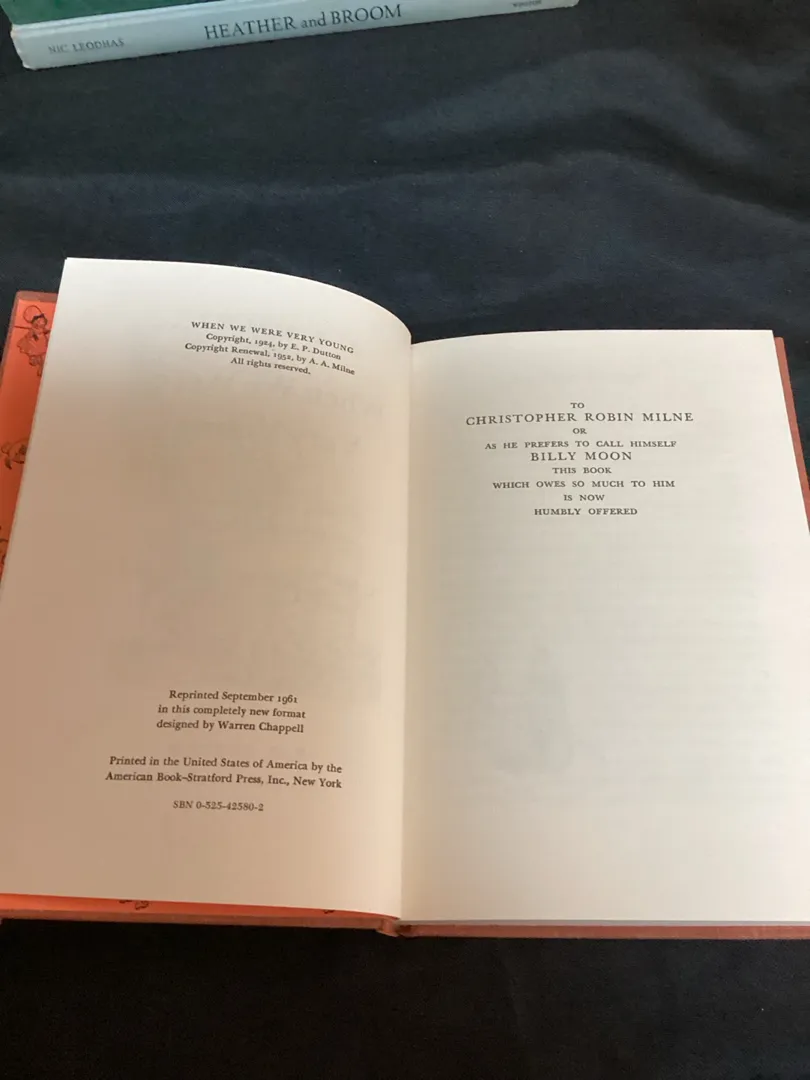 NIC LEODHAS HEATHER and BROOM
WHEN WE WERE VERY YOUNG
Copyright, 1924, by E. P. Dutton
Copyright Renewal, 1952, by A. A. Milne
All rights reserved.
Reprinted September 1961
in this completely new format
designed by Warren Chappell
Printed in the United States of America by the
American Book–Stratford Press, Inc., New York
SBN 0-525-42580-2
TO
CHRISTOPHER ROBIN MILNE
OR
AS HE PREFERS TO CALL HIMSELF
BILLY MOON
THIS BOOK
WHICH OWES SO MUCH TO HIM
IS NOW
HUMBLY OFFERED